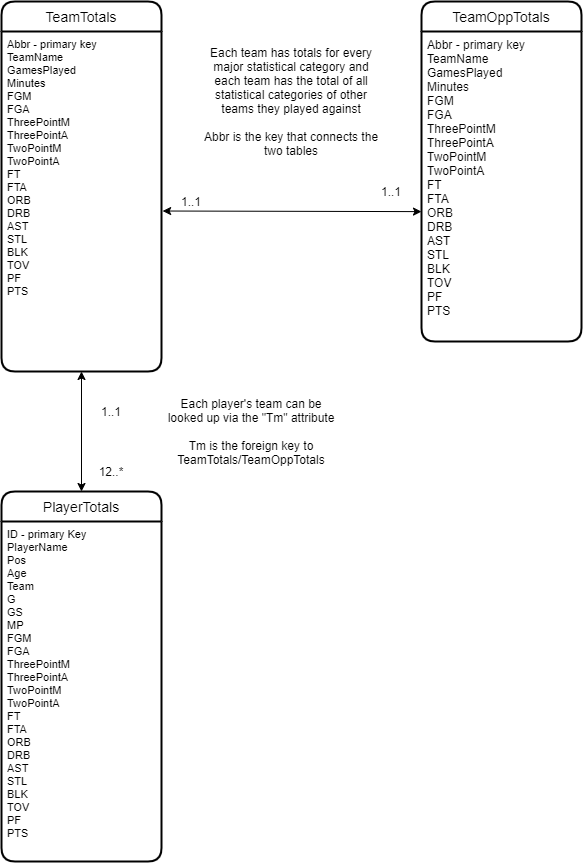 TeamTotals
Abbr - primary key
TeamName
GamesPlayed
Minutes
FGM
FGA
ThreePointM
ThreePointA
TwoPointM
TwoPointA
FT
FTA
ORB
DRB
AST
STL
BLK
TOV
PF
PTS
Each team has totals for every
major statistical category and
each team has the total of all
statistical categories of other
teams they played against
Abbr is the key that connects the
two tables
1..1
1..1
TeamOppTotals
Abbr - primary key
TeamName
GamesPlayed
Minutes
FGM
FGA
ThreePointM
ThreePointA
TwoPointM
TwoPointA
FT
FTA
ORB
DRB
AST
STL
BLK
TOV
PF
PTS
1..1
12..*
Each player's team can be
looked up via the "Tm" attribute
Tm is the foreign key to
TeamTotals/TeamOppTotals
PlayerTotals
ID - primary Key
PlayerName
Pos
Age
Team
G
GS
MP
FGM
FGA
ThreePointM
ThreePointA
TwoPointM
TwoPointA
FT
FTA
ORB
DRB
AST
STL
BLK
TOV
PF
PTS